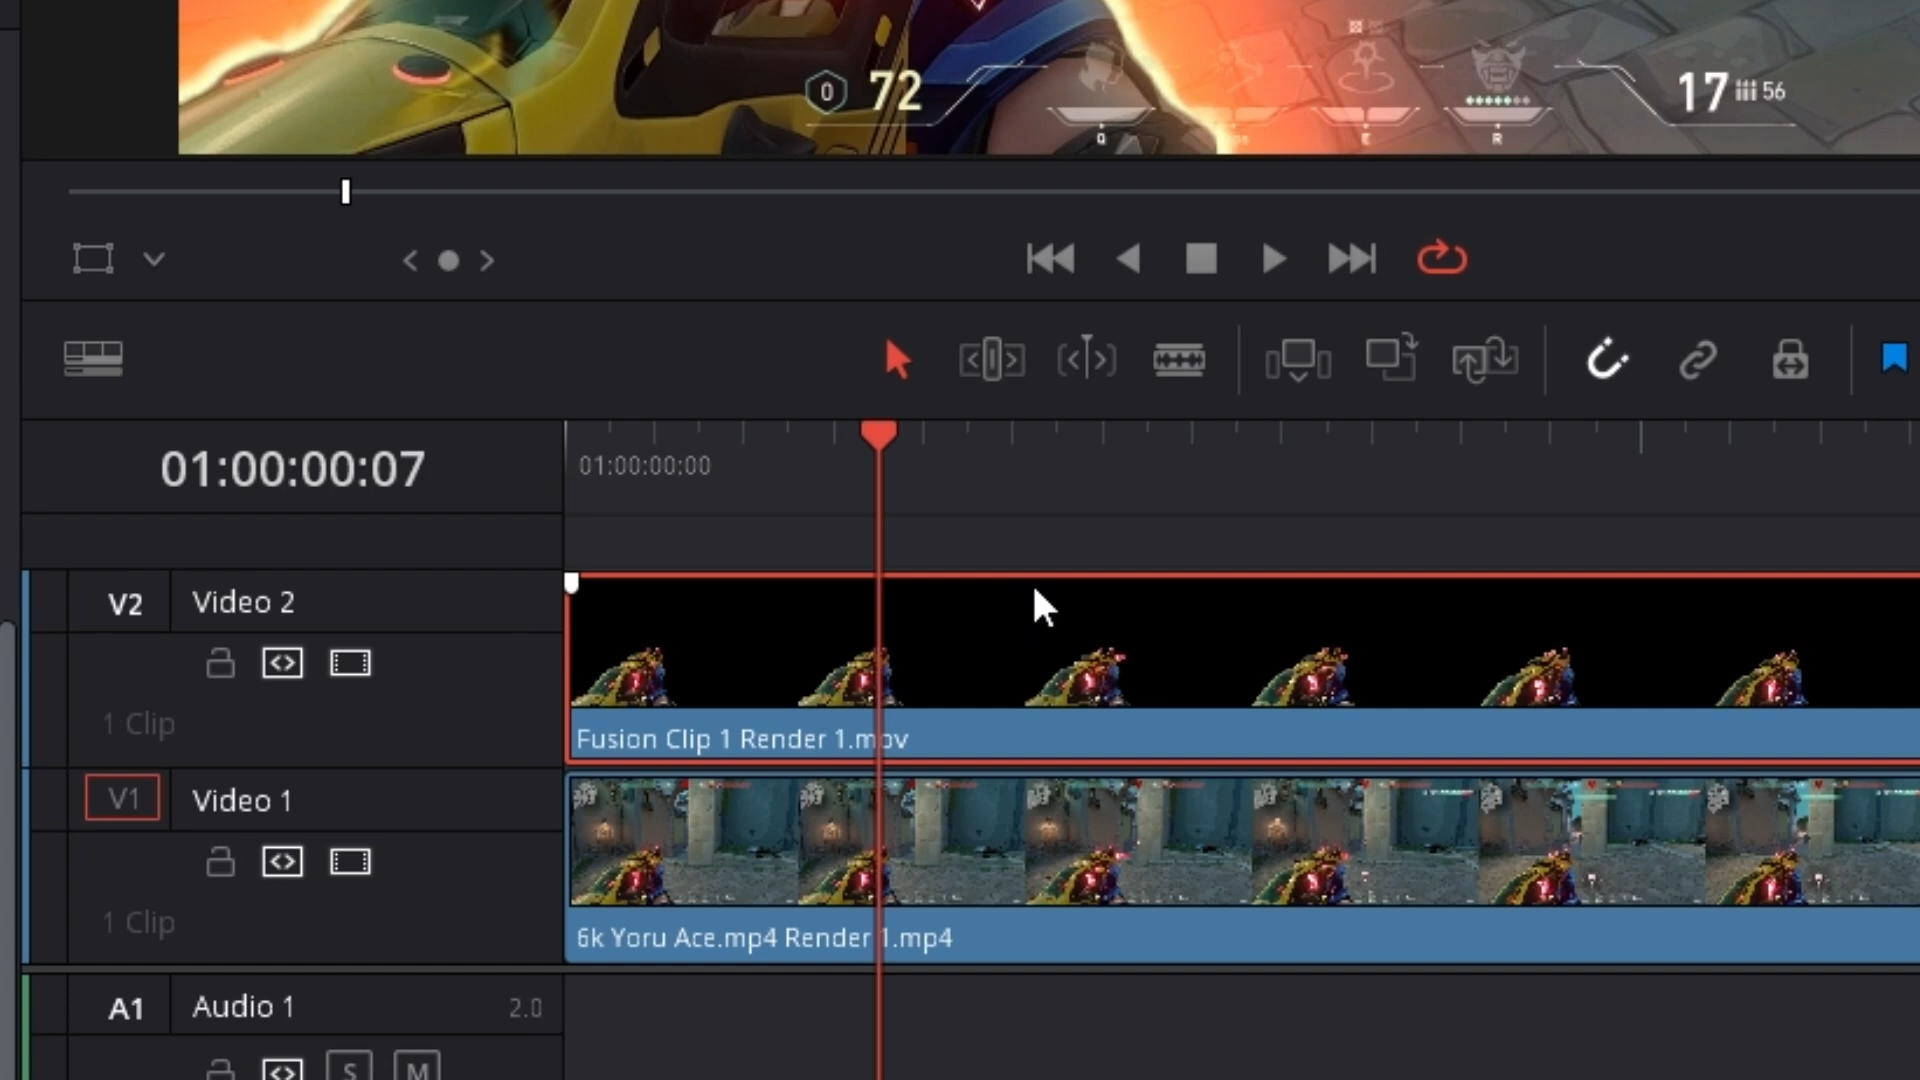 0 72 17 56
Q E R
01:00:00:07
01:00:00:00
V2 Video 2
1 Clip
Fusion Clip 1 Render 1.mov
V1 Video 1
1 Clip
6k Yoru Ace.mp4 Render 1.mp4
A1 Audio 1 2.0
S M